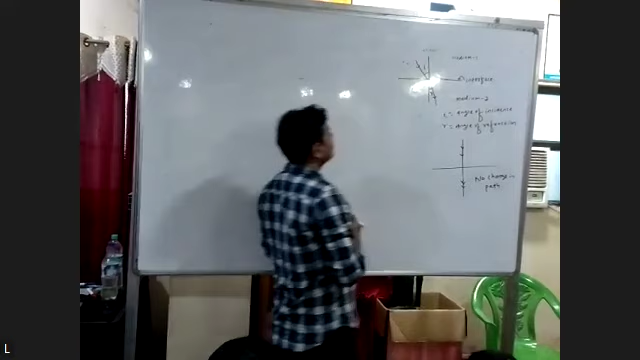 medium-1
interface
medium-2
i = angle of incidence
r = angle of refraction
No change in
path
L